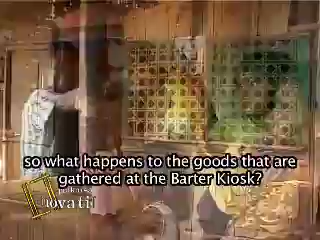 so what happens to the goods that are
gathered at the Barter Kiosk?